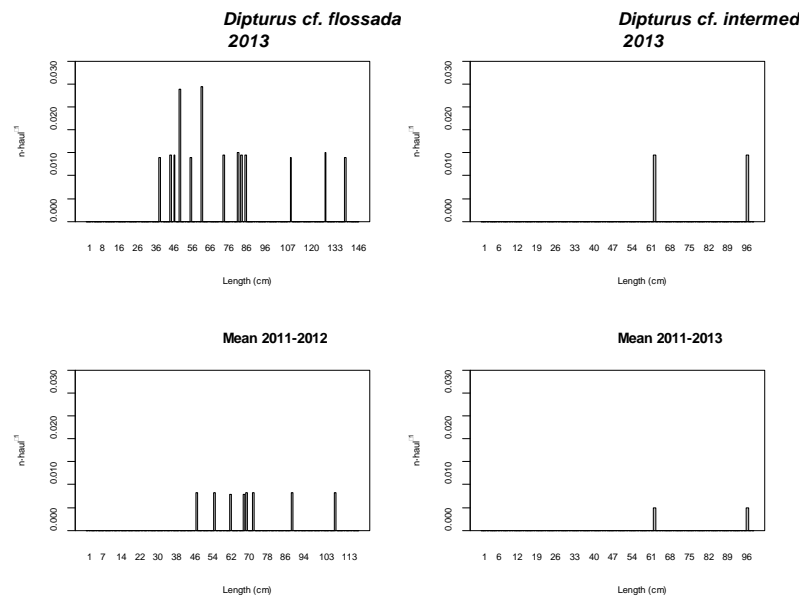 Dipturus cf. flossada
2013
0.000 0.010 0.020 0.030
n·haul⁻¹
1 8 16 26 36 46 56 66 76 86 96 107 120 133 146
Length (cm)
Dipturus cf. intermed
2013
0.000 0.010 0.020 0.030
n·haul⁻¹
1 6 12 19 26 33 40 47 54 61 68 75 82 89 96
Length (cm)
Mean 2011-2012
0.000 0.010 0.020 0.030
n·haul⁻¹
1 7 14 22 30 38 46 54 62 70 78 86 94 103 113
Length (cm)
Mean 2011-2013
0.000 0.010 0.020 0.030
n·haul⁻¹
1 6 12 19 26 33 40 47 54 61 68 75 82 89 96
Length (cm)